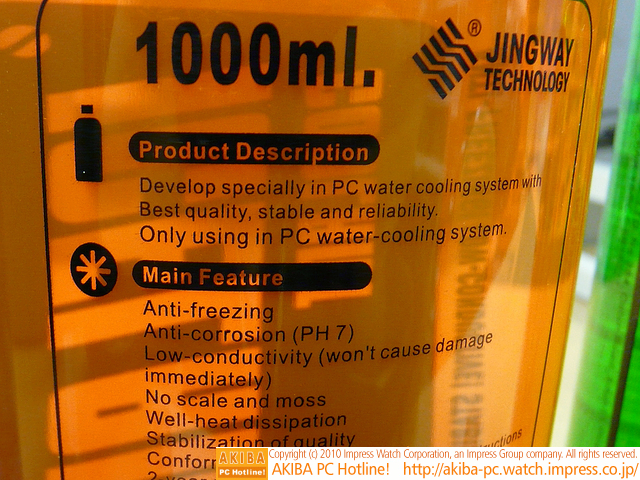 1000ml.
JINGWAY
TECHNOLOGY
®
Product Description
Develop specially in PC water cooling system with
Best quality, stable and reliability.
Only using in PC water-cooling system.
Main Feature
Anti-freezing
Anti-corrosion (PH 7)
Low-conductivity (won't cause damage
immediately)
No scale and moss
Well-heat dissipation
Stabilization of quality
AKIBA
PC Hotline!
Copyright (c) 2010 Impress Watch Corporation, an Impress Group company. All rights reserved.
AKIBA PC Hotline! http://akiba-pc.watch.impress.co.jp/